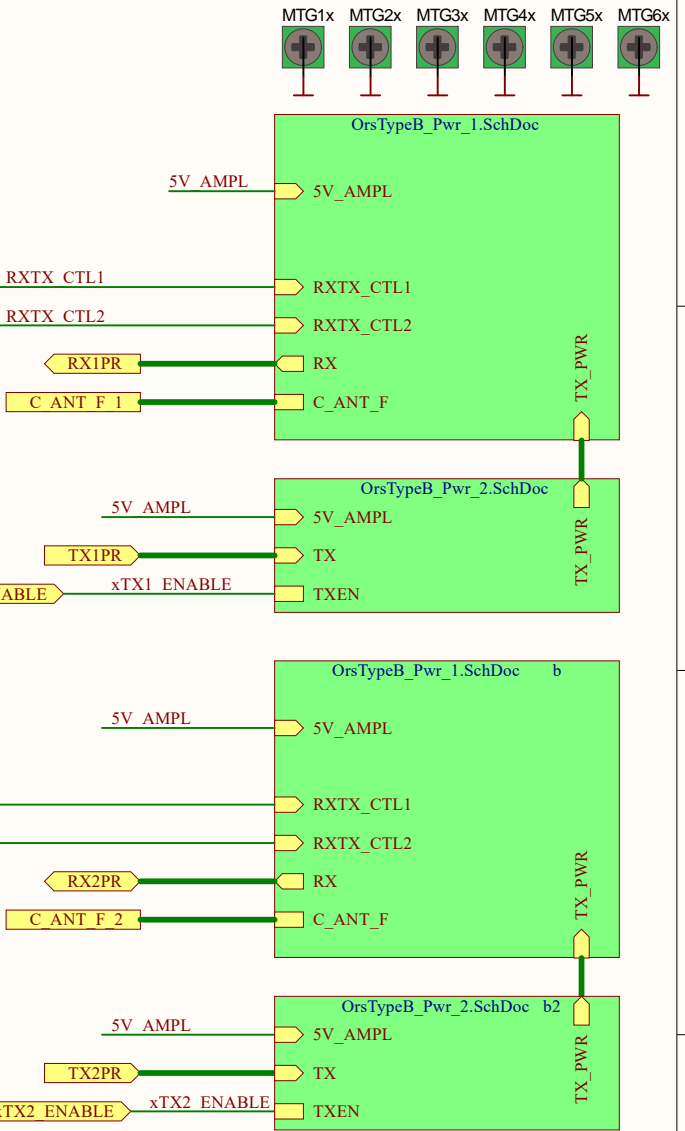 MTG1x MTG2x MTG3x MTG4x MTG5x MTG6x
OrsTypeB_Pwr_1.SchDoc
5V_AMPL 5V_AMPL
RXTX_CTL1 RXTX_CTL1
RXTX_CTL2 RXTX_CTL2
RX1PR RX
TX_PWR
C_ANT_F_1 C_ANT_F
OrsTypeB_Pwr_2.SchDoc
5V_AMPL 5V_AMPL
TX1PR TX
TX_PWR
ABLE xTX1_ENABLE TXEN
OrsTypeB_Pwr_1.SchDoc b
5V_AMPL 5V_AMPL
RXTX_CTL1
RXTX_CTL2
RX2PR RX
TX_PWR
C_ANT_F_2 C_ANT_F
OrsTypeB_Pwr_2.SchDoc b2
5V_AMPL 5V_AMPL
TX2PR TX
TX_PWR
xTX2_ENABLE xTX2_ENABLE TXEN